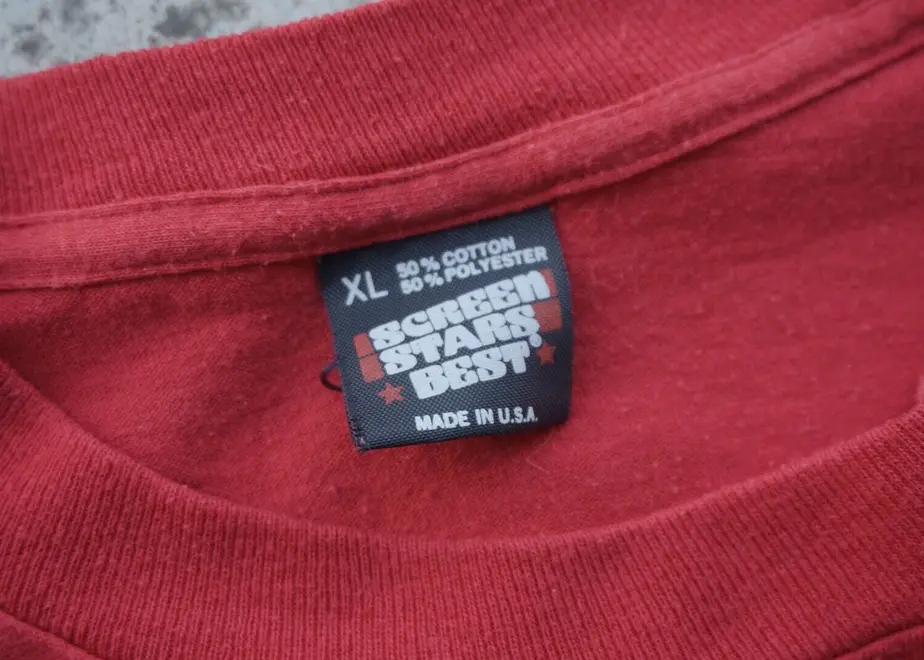 XL
50% COTTON
50% POLYESTER
SCREEN
STARS
BEST®
MADE IN U.S.A.